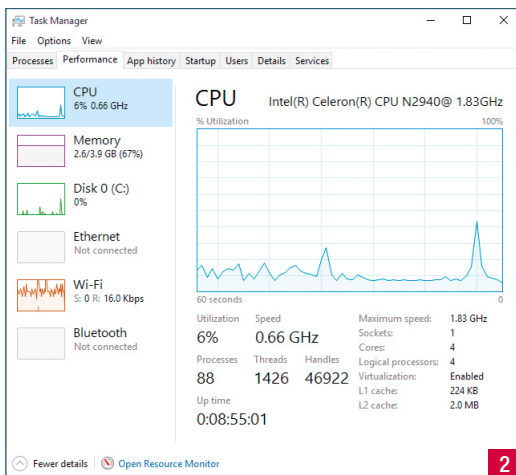 Task Manager
File Options View
Processes Performance App history Startup Users Details Services
CPU
6% 0.66 GHz
Memory
2.6/3.9 GB (67%)
Disk 0 (C:)
0%
Ethernet
Not connected
Wi-Fi
S: 0 R: 16.0 Kbps
Bluetooth
Not connected
CPU Intel(R) Celeron(R) CPU N2940@ 1.83GHz
% Utilization 100%
60 seconds 0
Utilization Speed
6% 0.66 GHz
Processes Threads Handles
88 1426 46922
Up time
0:08:55:01
Maximum speed: 1.83 GHz
Sockets: 1
Cores: 4
Logical processors: 4
Virtualization: Enabled
L1 cache: 224 KB
L2 cache: 2.0 MB
Fewer details Open Resource Monitor
2